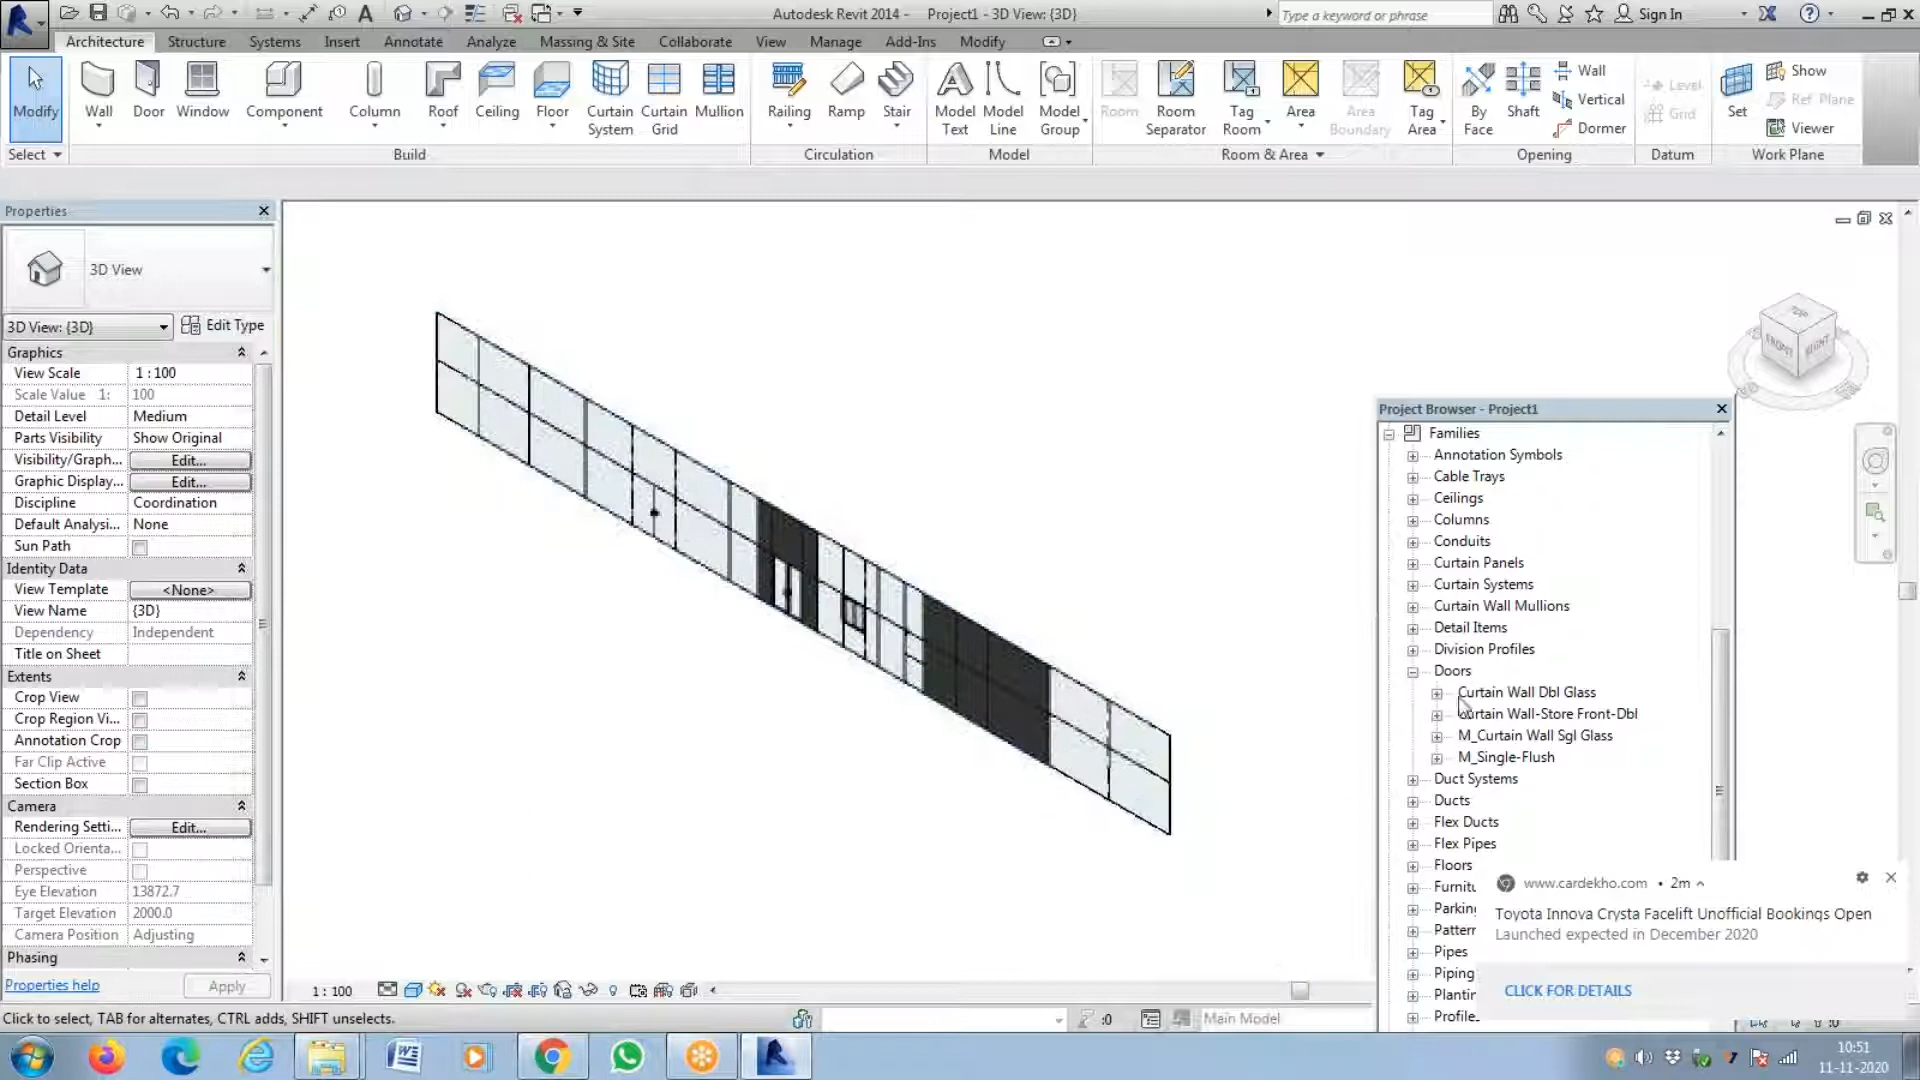 Autodesk Revit 2014 -    Project1 - 3D View: {3D}
Type a keyword or phrase
Sign In
Architecture Structure Systems Insert Annotate Analyze Massing & Site Collaborate View Manage Add-Ins Modify
Modify
Wall
Door
Window
Component
Column
Roof
Ceiling
Floor
Curtain System
Curtain Grid
Mullion
Railing
Ramp
Stair
Model Text
Model Line
Model Group
Room
Room Separator
Tag Room
Area
Area Boundary
Tag Area
By Face
Shaft
Wall
Vertical
Dormer
Level
Grid
Set
Show
Ref Plane
Viewer
Select
Build
Circulation
Model
Room & Area
Opening
Datum
Work Plane
Properties
3D View
3D View: {3D}
Edit Type
Graphics
View Scale 1 : 100
Scale Value 1: 100
Detail Level Medium
Parts Visibility Show Original
Visibility/Graph... Edit...
Graphic Display... Edit...
Discipline Coordination
Default Analysi... None
Sun Path
Identity Data
View Template <None>
View Name {3D}
Dependency Independent
Title on Sheet
Extents
Crop View
Crop Region Vi...
Annotation Crop
Far Clip Active
Section Box
Camera
Rendering Setti... Edit...
Locked Orienta...
Perspective
Eye Elevation 13872.7
Target Elevation 2000.0
Camera Position Adjusting
Phasing
Properties help
Apply
TOP
FRONT
RIGHT
Project Browser - Project1
Families
Annotation Symbols
Cable Trays
Ceilings
Columns
Conduits
Curtain Panels
Curtain Systems
Curtain Wall Mullions
Detail Items
Division Profiles
Doors
Curtain Wall Dbl Glass
Curtain Wall-Store Front-Dbl
M_Curtain Wall Sgl Glass
M_Single-Flush
Duct Systems
Ducts
Flex Ducts
Flex Pipes
Floors
Furnitu
Parking
Patterr
Pipes
Piping
Plantir
Profile
www.cardekho.com • 2m
Toyota Innova Crysta Facelift Unofficial Bookings Open
Launched expected in December 2020
CLICK FOR DETAILS
1 : 100
Click to select, TAB for alternates, CTRL adds, SHIFT unselects.
:0
Main Model
:0
10:51
11-11-2020